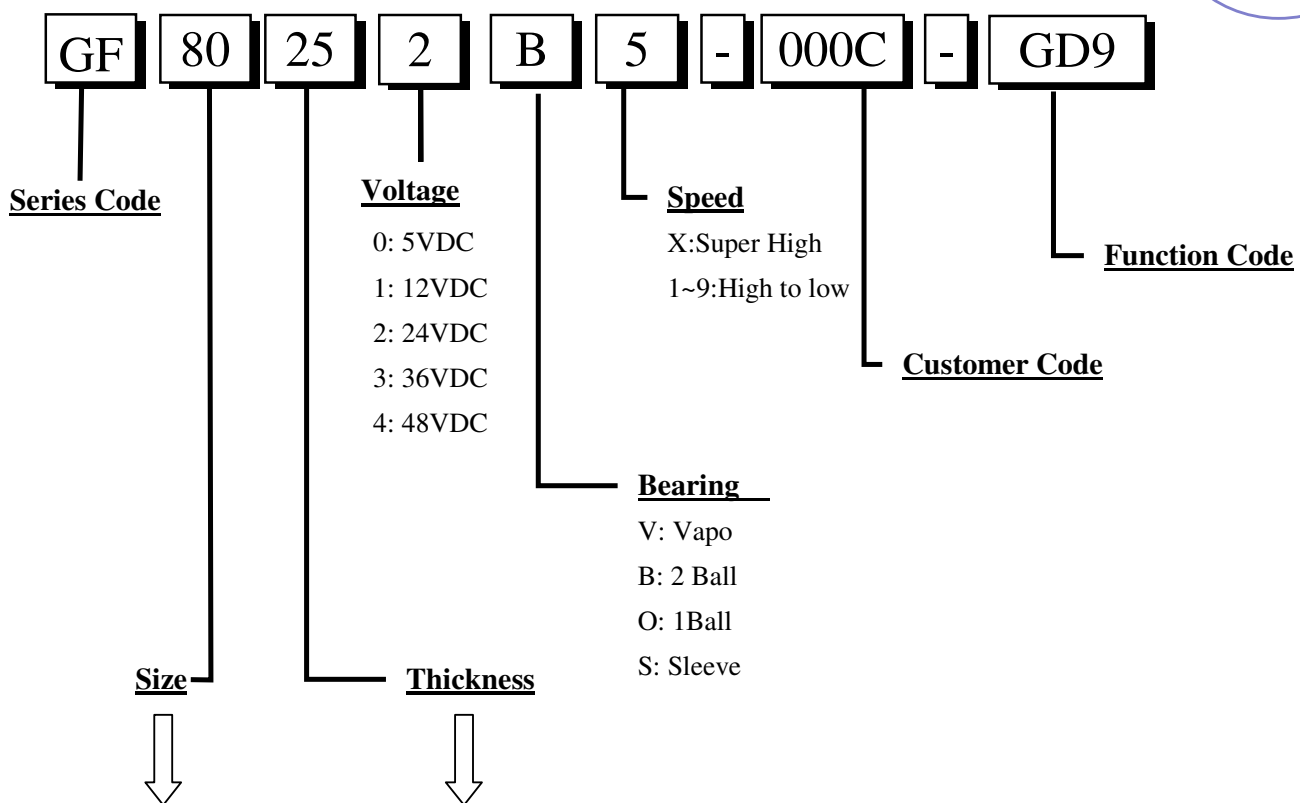 GF 80 25 2 B 5 - 000C - GD9
Series Code
Voltage
0: 5VDC
1: 12VDC
2: 24VDC
3: 36VDC
4: 48VDC
Speed
X:Super High
1~9:High to low
Function Code
Customer Code
Bearing
V: Vapo
B: 2 Ball
O: 1Ball
S: Sleeve
Size
Thickness